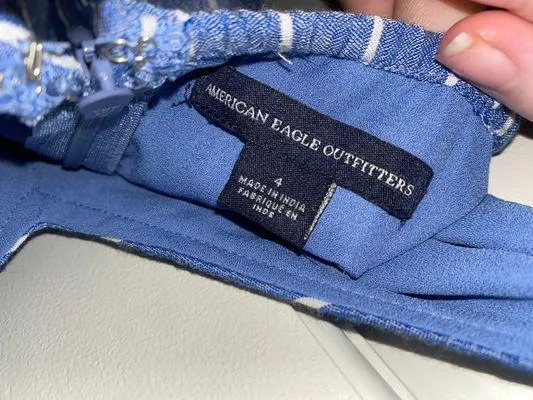 AMERICAN EAGLE OUTFITTERS
4
MADE IN INDIA
FABRIQUÉ EN
INDE